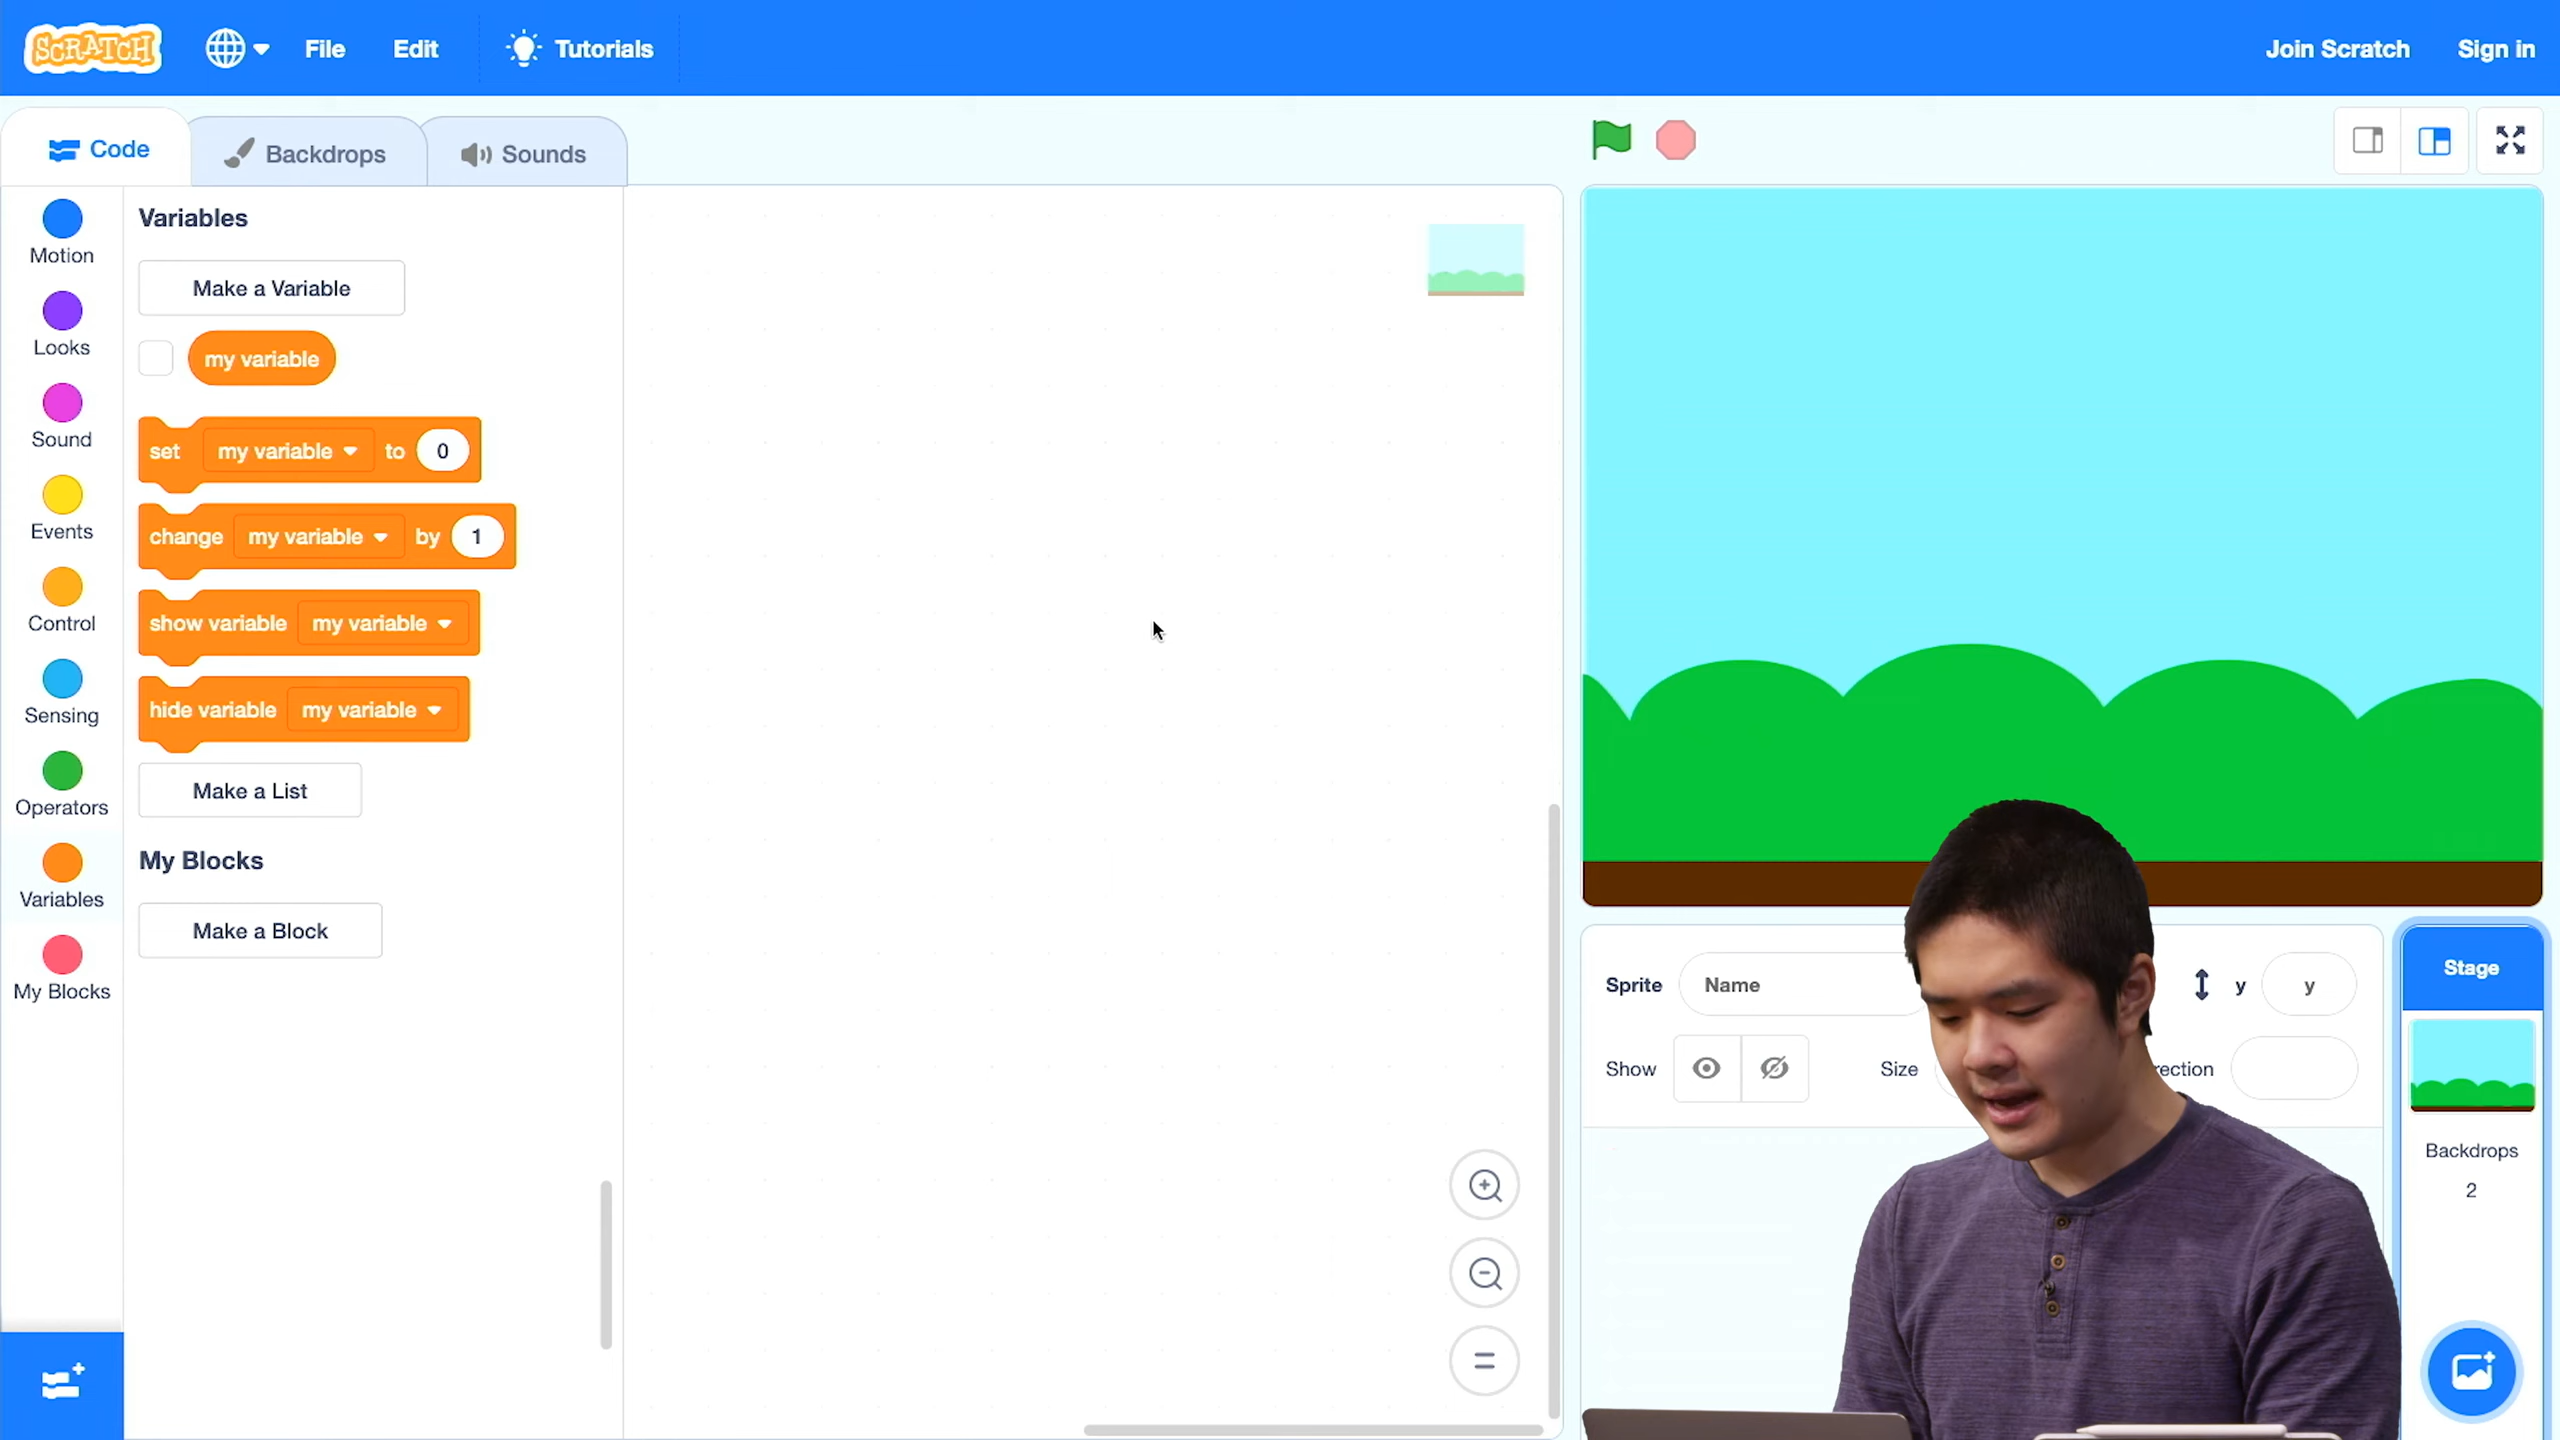 SCRATCH File Edit Tutorials Join Scratch Sign in
Code Backdrops Sounds
Motion
Looks
Sound
Events
Control
Sensing
Operators
Variables
My Blocks
Variables
Make a Variable
my variable
set my variable to 0
change my variable by 1
show variable my variable
hide variable my variable
Make a List
My Blocks
Make a Block
Sprite Name y y
Show Size rection
Stage
Backdrops
2